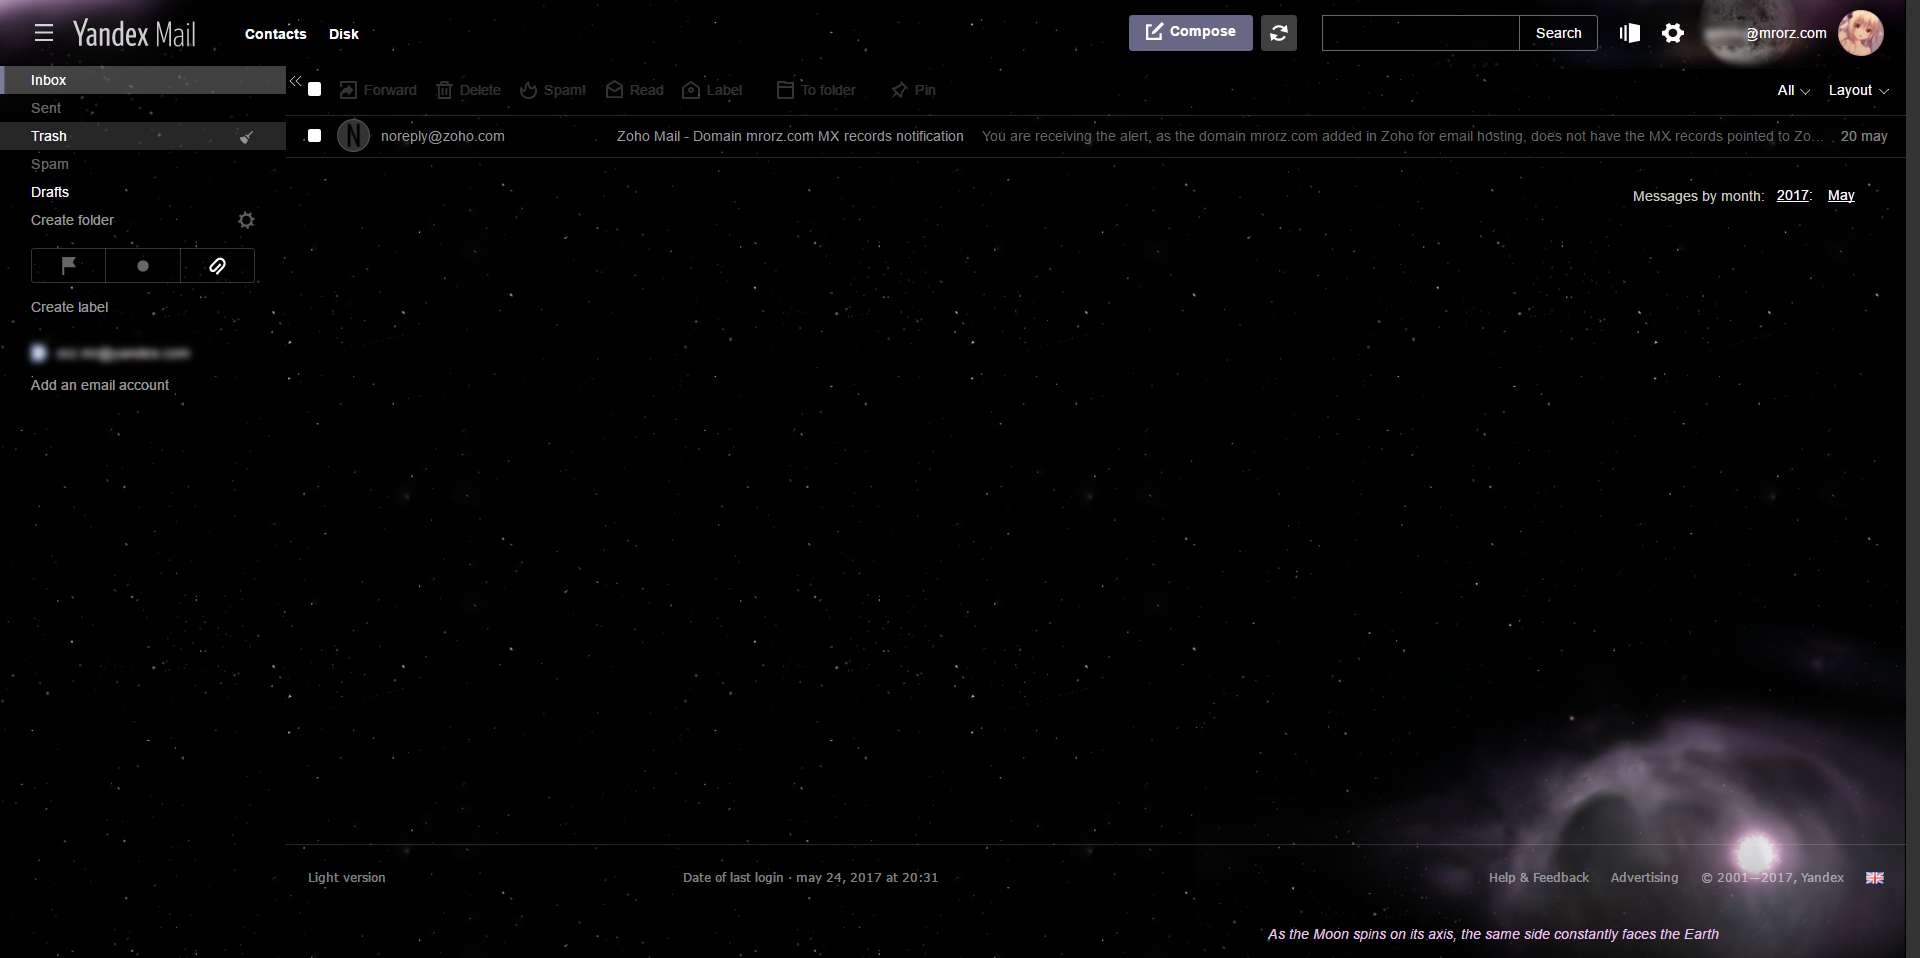 Yandex Mail
Contacts Disk
Compose
Search
@mrorz.com
Inbox
Sent
Trash
Spam
Drafts
Create folder
Create label
Add an email account
Forward Delete Spam! Read Label To folder Pin
All Layout
N noreply@zoho.com Zoho Mail - Domain mrorz.com MX records notification You are receiving the alert, as the domain mrorz.com added in Zoho for email hosting, does not have the MX records pointed to Zo... 20 may
Messages by month: 2017: May
Light version Date of last login · may 24, 2017 at 20:31 Help & Feedback Advertising © 2001—2017, Yandex
As the Moon spins on its axis, the same side constantly faces the Earth